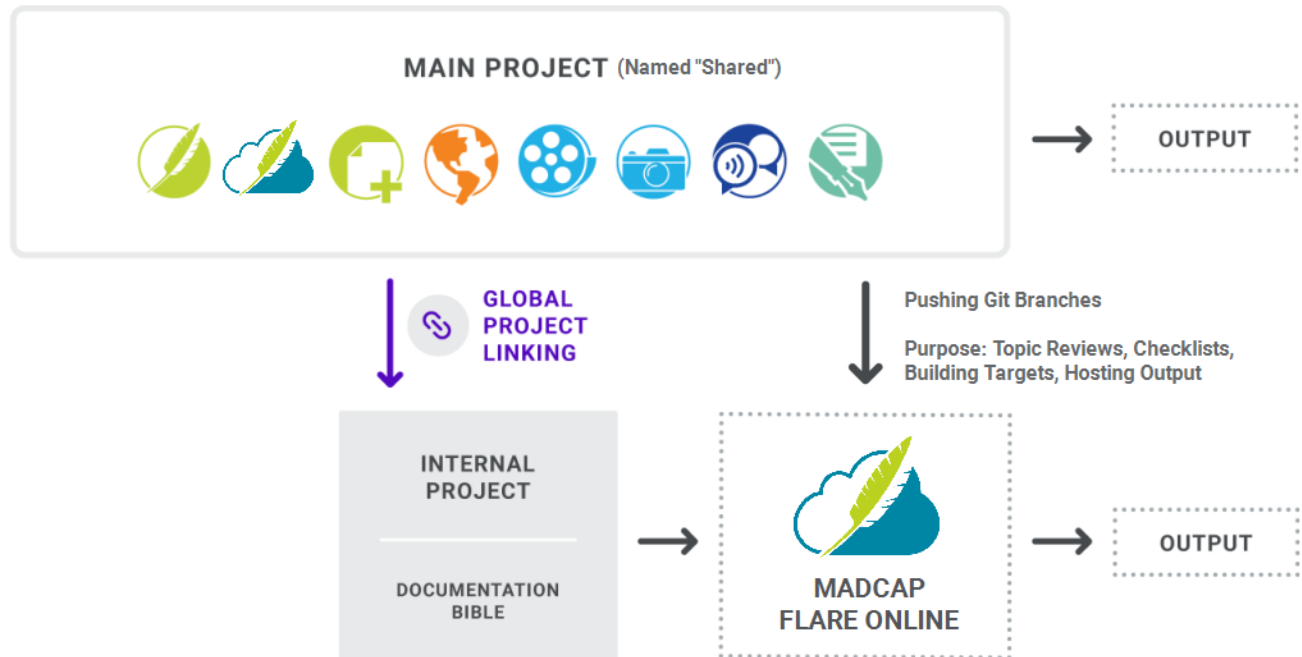 MAIN PROJECT (Named "Shared")
OUTPUT
GLOBAL
PROJECT
LINKING
Pushing Git Branches
Purpose: Topic Reviews, Checklists,
Building Targets, Hosting Output
INTERNAL
PROJECT
DOCUMENTATION
BIBLE
MADCAP
FLARE ONLINE
OUTPUT